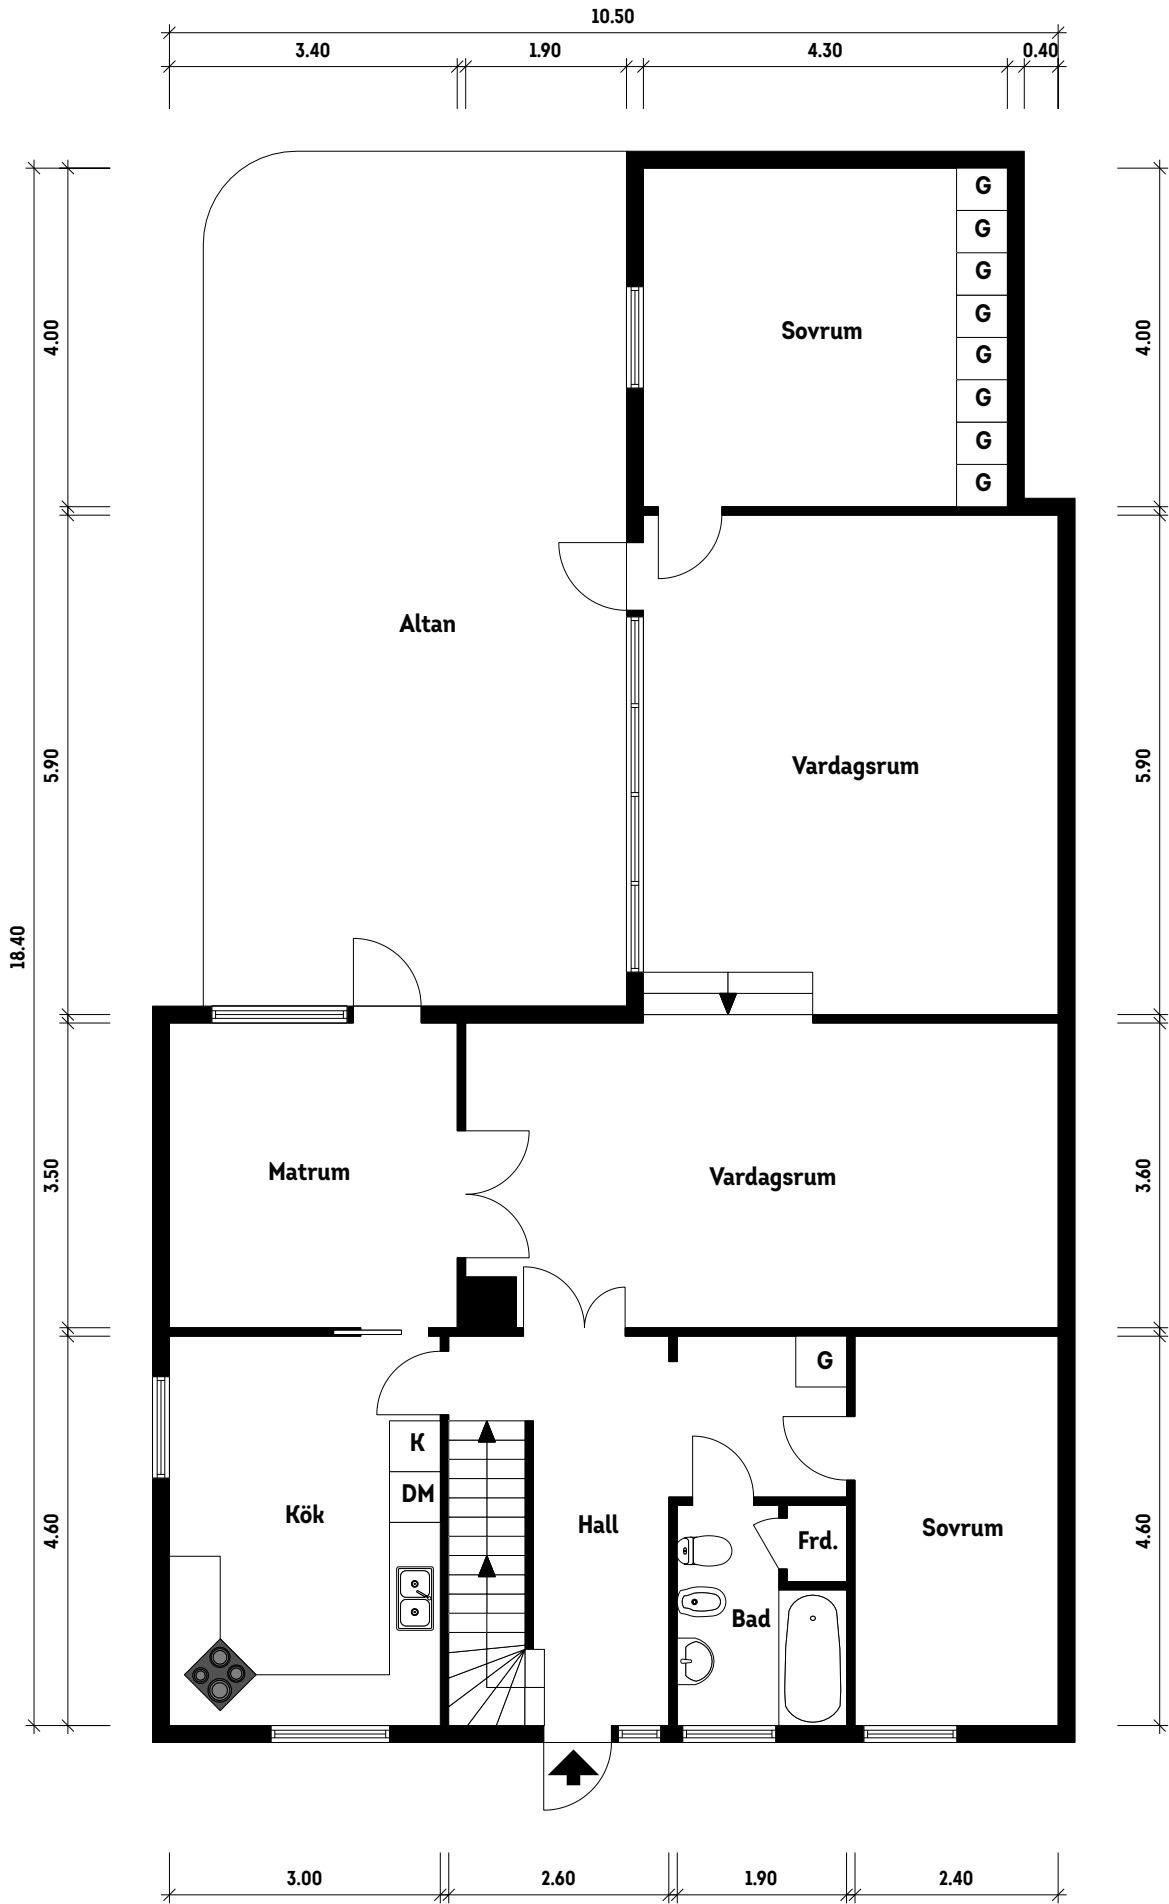 10.50
3.40 1.90 4.30 0.40
G
G
G
G
G
G
G
G
Sovrum
4.00
4.00
Altan
Vardagsrum
5.90
5.90
18.40
Matrum
Vardagsrum
3.50
3.60
G
K
DM
Kök
Hall
Frd.
Sovrum
Bad
4.60
4.60
3.00 2.60 1.90 2.40